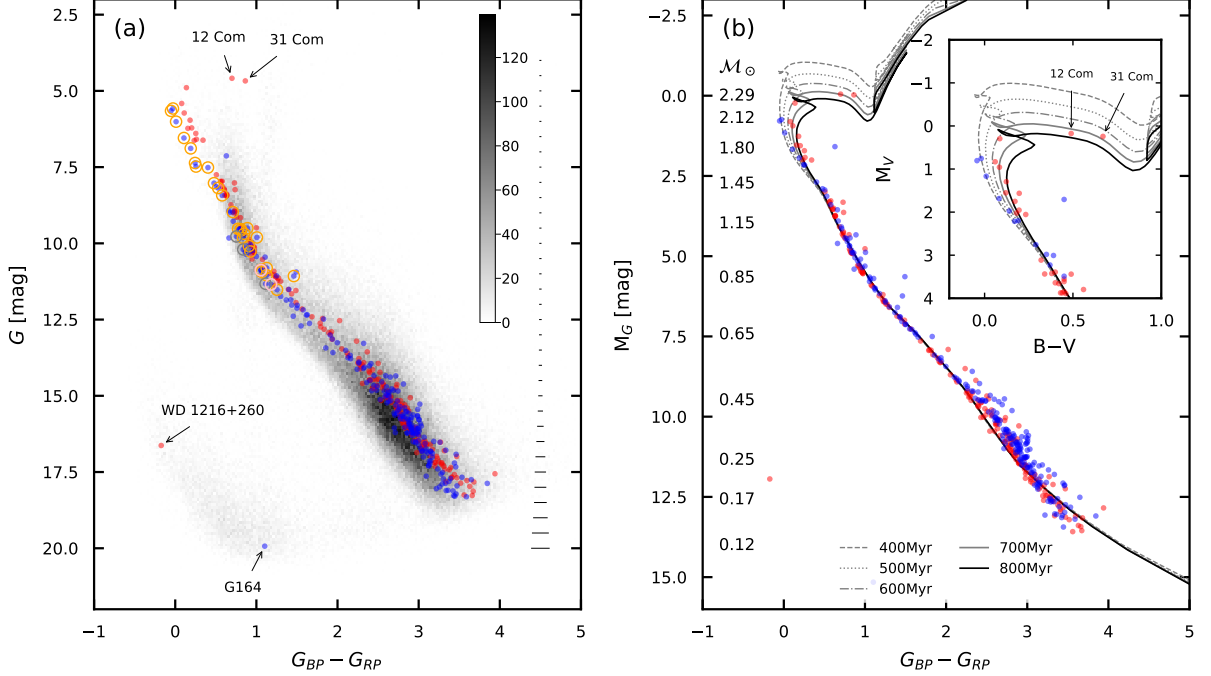 (a)
12 Com
31 Com
WD 1216+260
G164
2.5
5.0
7.5
10.0
12.5
15.0
17.5
20.0
G [mag]
−1
0
1
2
3
4
5
G_BP − G_RP
120
100
80
60
40
20
0
(b)
ℳ⊙
2.29
2.12
1.80
1.45
1.15
0.85
0.65
0.45
0.25
0.17
0.12
−2.5
0.0
2.5
5.0
7.5
10.0
12.5
15.0
M_G [mag]
−1
0
1
2
3
4
5
G_BP − G_RP
12 Com
31 Com
−2
−1
0
1
2
3
4
M_V
0.0
0.5
1.0
B−V
400Myr
500Myr
600Myr
700Myr
800Myr